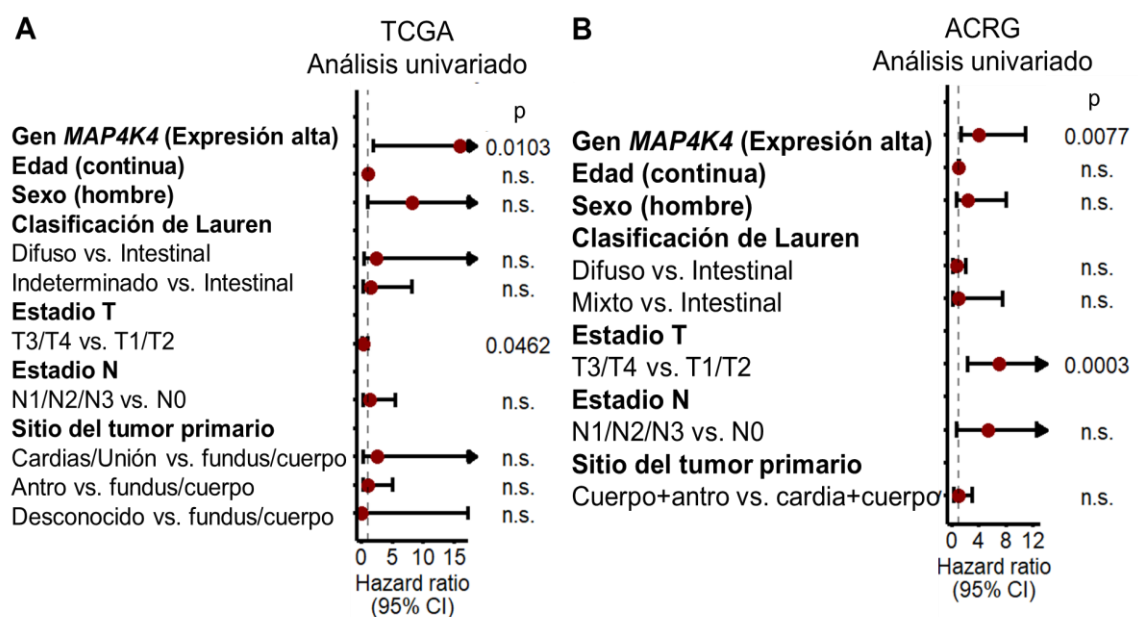 A
TCGA
Análisis univariado
p
Gen MAP4K4 (Expresión alta) 0.0103
Edad (continua) n.s.
Sexo (hombre) n.s.
Clasificación de Lauren
Difuso vs. Intestinal n.s.
Indeterminado vs. Intestinal n.s.
Estadio T
T3/T4 vs. T1/T2 0.0462
Estadio N
N1/N2/N3 vs. N0 n.s.
Sitio del tumor primario
Cardias/Unión vs. fundus/cuerpo n.s.
Antro vs. fundus/cuerpo n.s.
Desconocido vs. fundus/cuerpo n.s.
0 5 10 15
Hazard ratio
(95% CI)
B
ACRG
Análisis univariado
p
Gen MAP4K4 (Expresión alta) 0.0077
Edad (continua) n.s.
Sexo (hombre) n.s.
Clasificación de Lauren
Difuso vs. Intestinal n.s.
Mixto vs. Intestinal n.s.
Estadio T
T3/T4 vs. T1/T2 0.0003
Estadio N
N1/N2/N3 vs. N0 n.s.
Sitio del tumor primario
Cuerpo+antro vs. cardia+cuerpo n.s.
0 4 8 12
Hazard ratio
(95% CI)